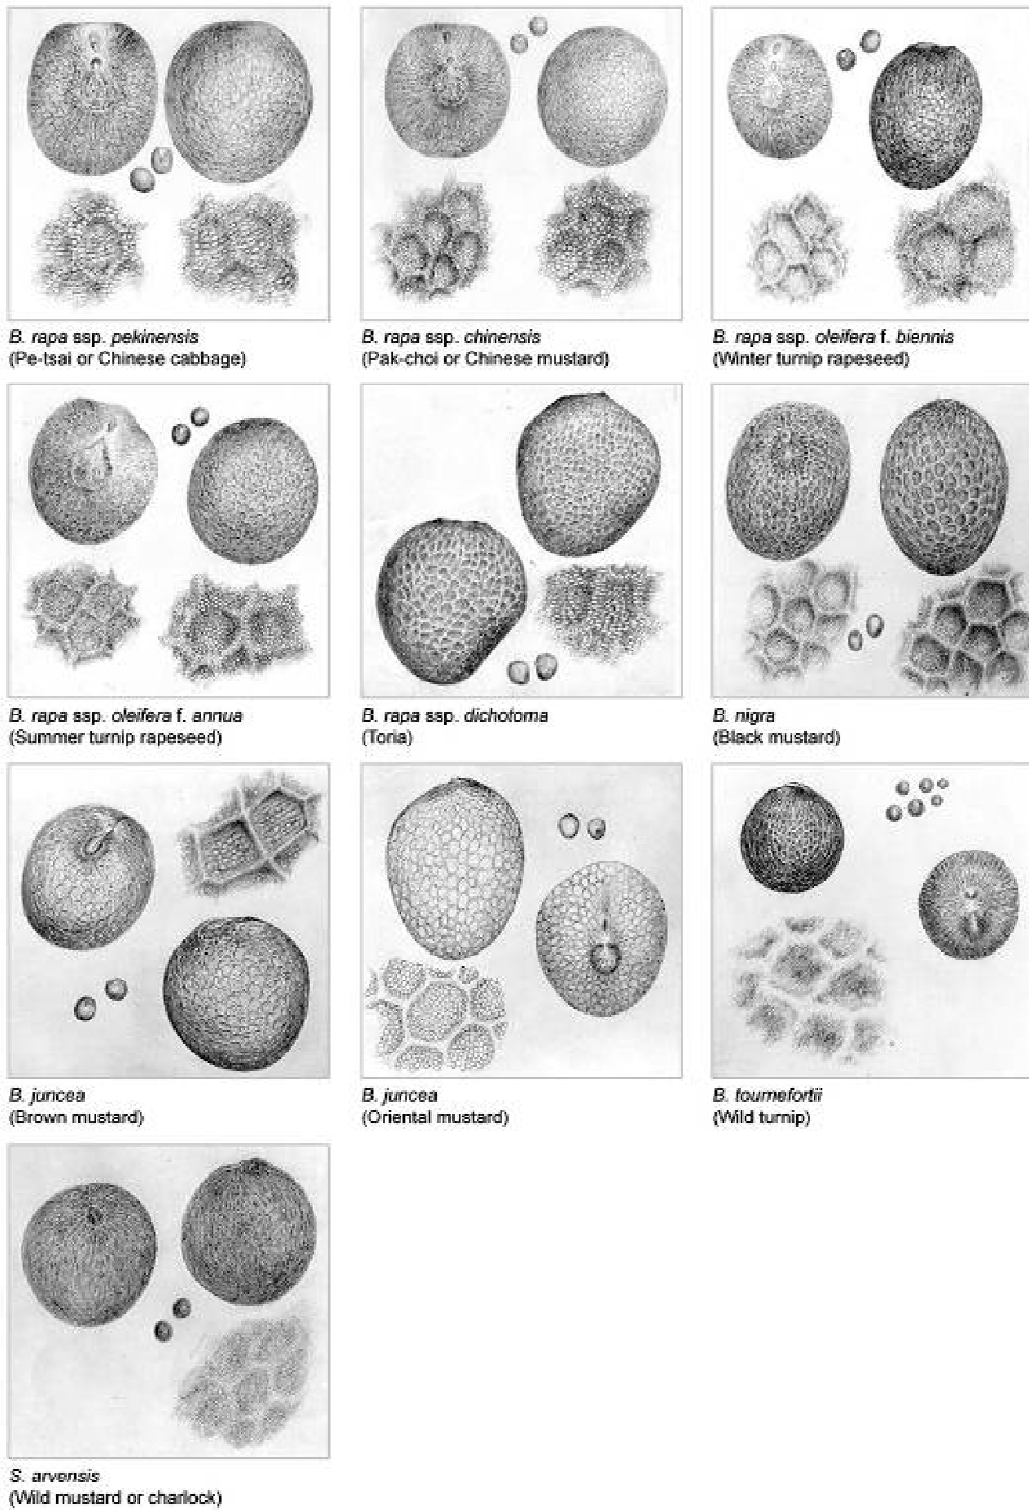 B. rapa ssp. pekinensis
(Pe-tsai or Chinese cabbage)
B. rapa ssp. chinensis
(Pak-choi or Chinese mustard)
B. rapa ssp. oleifera f. biennis
(Winter turnip rapeseed)
B. rapa ssp. oleifera f. annua
(Summer turnip rapeseed)
B. rapa ssp. dichotoma
(Toria)
B. nigra
(Black mustard)
B. juncea
(Brown mustard)
B. juncea
(Oriental mustard)
B. tournefortii
(Wild turnip)
S. arvensis
(Wild mustard or charlock)